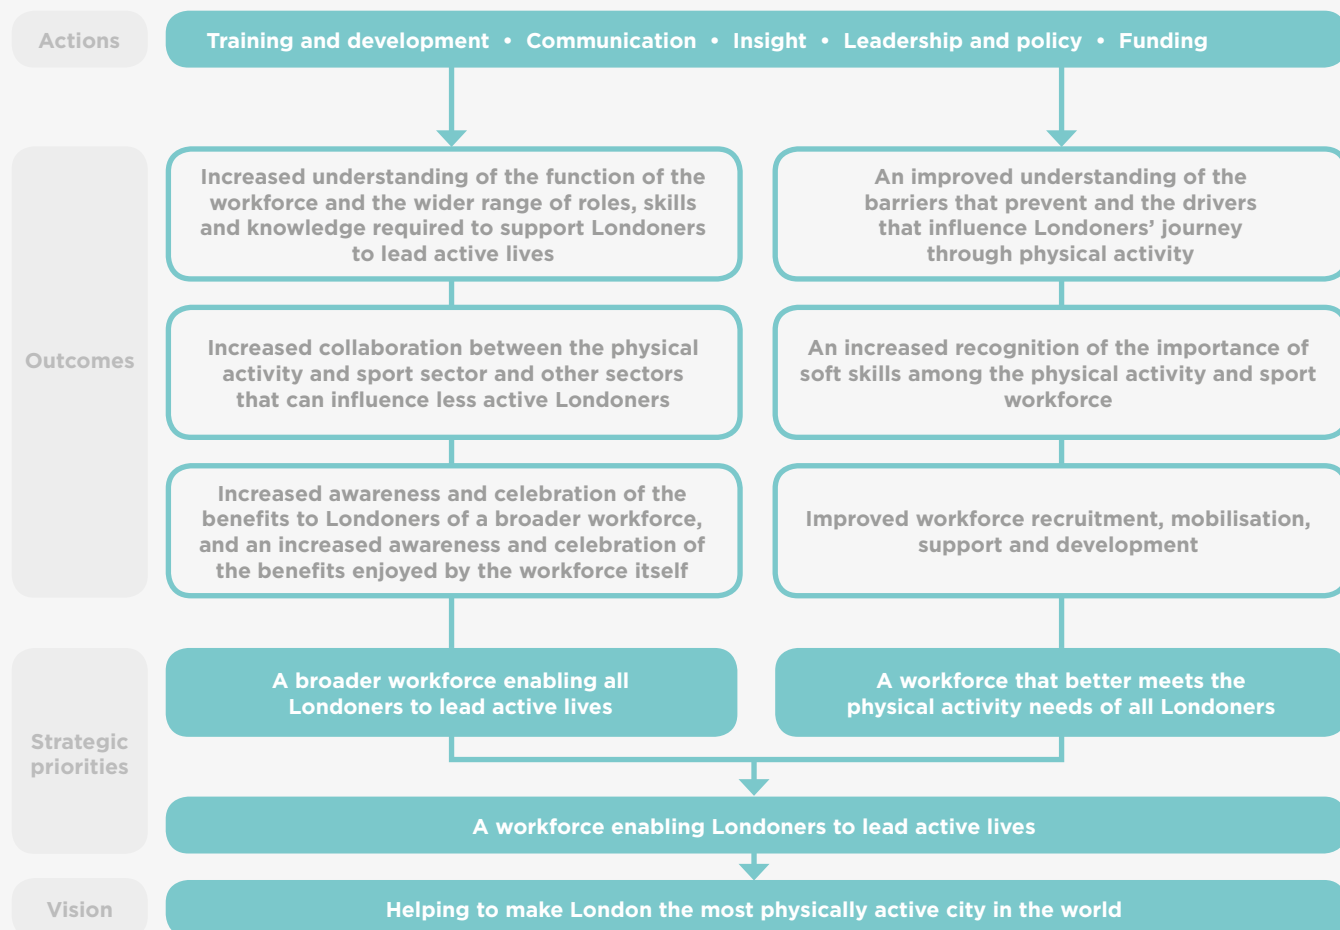 Actions
Training and development • Communication • Insight • Leadership and policy • Funding
Outcomes
Increased understanding of the function of the
workforce and the wider range of roles, skills
and knowledge required to support Londoners
to lead active lives
An improved understanding of the
barriers that prevent and the drivers
that influence Londoners’ journey
through physical activity
Increased collaboration between the physical
activity and sport sector and other sectors
that can influence less active Londoners
An increased recognition of the importance of
soft skills among the physical activity and sport
workforce
Increased awareness and celebration of the
benefits to Londoners of a broader workforce,
and an increased awareness and celebration of
the benefits enjoyed by the workforce itself
Improved workforce recruitment, mobilisation,
support and development
Strategic
priorities
A broader workforce enabling all
Londoners to lead active lives
A workforce that better meets the
physical activity needs of all Londoners
A workforce enabling Londoners to lead active lives
Vision
Helping to make London the most physically active city in the world